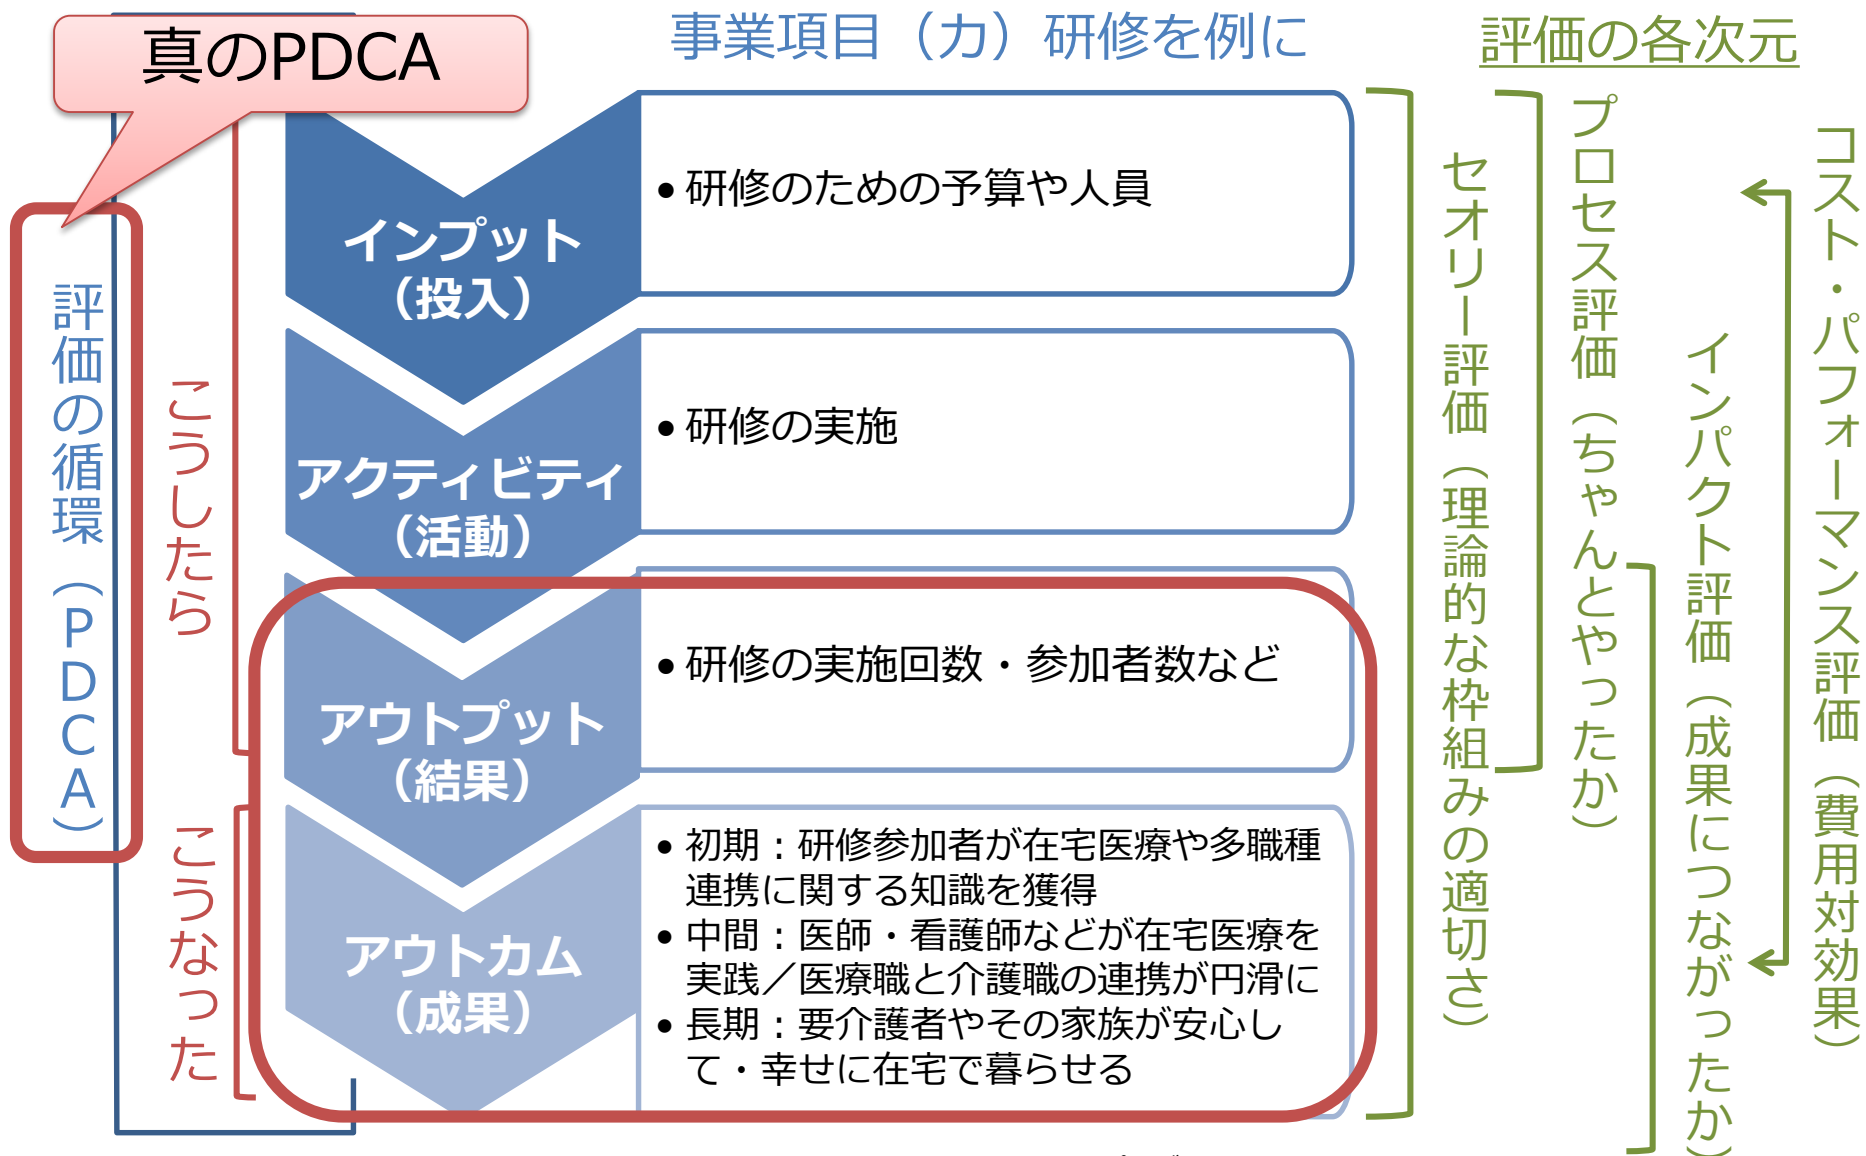 真のPDCA
事業項目（カ）研修を例に
評価の各次元
評価の循環（PDCA）
こうしたら
こうなった
インプット
（投入）
• 研修のための予算や人員
アクティビティ
（活動）
• 研修の実施
アウトプット
（結果）
• 研修の実施回数・参加者数など
アウトカム
（成果）
• 初期：研修参加者が在宅医療や多職種
連携に関する知識を獲得
• 中間：医師・看護師などが在宅医療を
実践／医療職と介護職の連携が円滑に
• 長期：要介護者やその家族が安心し
て・幸せに在宅で暮らせる
セオリー評価（理論的な枠組みの適切さ）
プロセス評価（ちゃんとやったか）
インパクト評価（成果につながったか）
コスト・パフォーマンス評価（費用対効果）